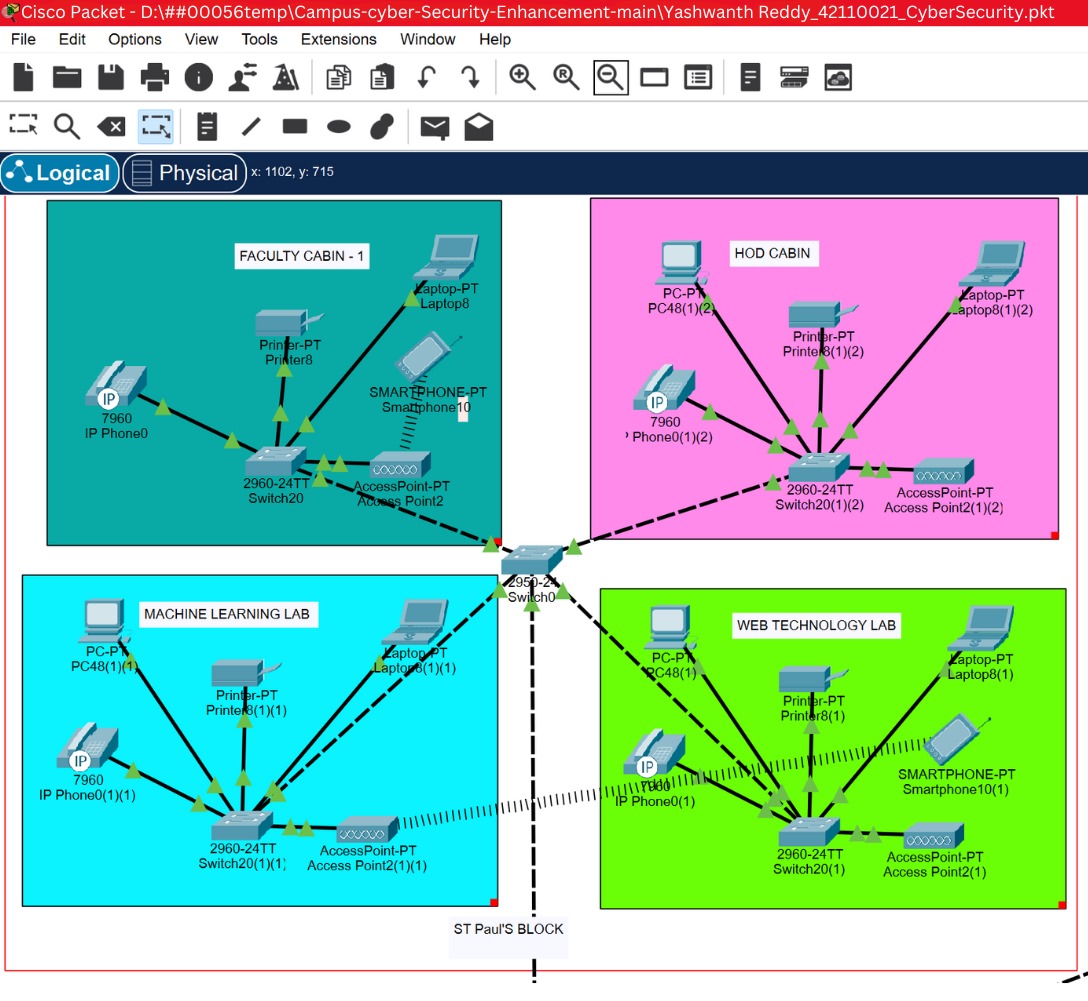 Cisco Packet - D:\##00056temp\Campus-cyber-Security-Enhancement-main\Yashwanth Reddy_42110021_CyberSecurity.pkt
File Edit Options View Tools Extensions Window Help
Logical Physical x: 1102, y: 715
FACULTY CABIN - 1
Laptop-PT
Laptop8
Printer-PT
Printer8
SMARTPHONE-PT
Smartphone10
IP
7960
IP Phone0
2960-24TT
Switch20
AccessPoint-PT
Access Point2
HOD CABIN
PC-PT
PC48(1)(2)
Laptop-PT
Laptop8(1)(2)
Printer-PT
Printer8(1)(2)
IP
7960
Phone0(1)(2)
2960-24TT
Switch20(1)(2)
AccessPoint-PT
Access Point2(1)(2)
2950-24
Switch0
MACHINE LEARNING LAB
PC-PT
PC48(1)(1)
Laptop-PT
Laptop8(1)(1)
Printer-PT
Printer8(1)(1)
IP
7960
IP Phone0(1)(1)
2960-24TT
Switch20(1)(1)
AccessPoint-PT
Access Point2(1)(1)
WEB TECHNOLOGY LAB
PC-PT
PC48(1)
Laptop-PT
Laptop8(1)
Printer-PT
Printer8(1)
IP
7960
IP Phone0(1)
SMARTPHONE-PT
Smartphone10(1)
2960-24TT
Switch20(1)
AccessPoint-PT
Access Point2(1)
ST Paul'S BLOCK